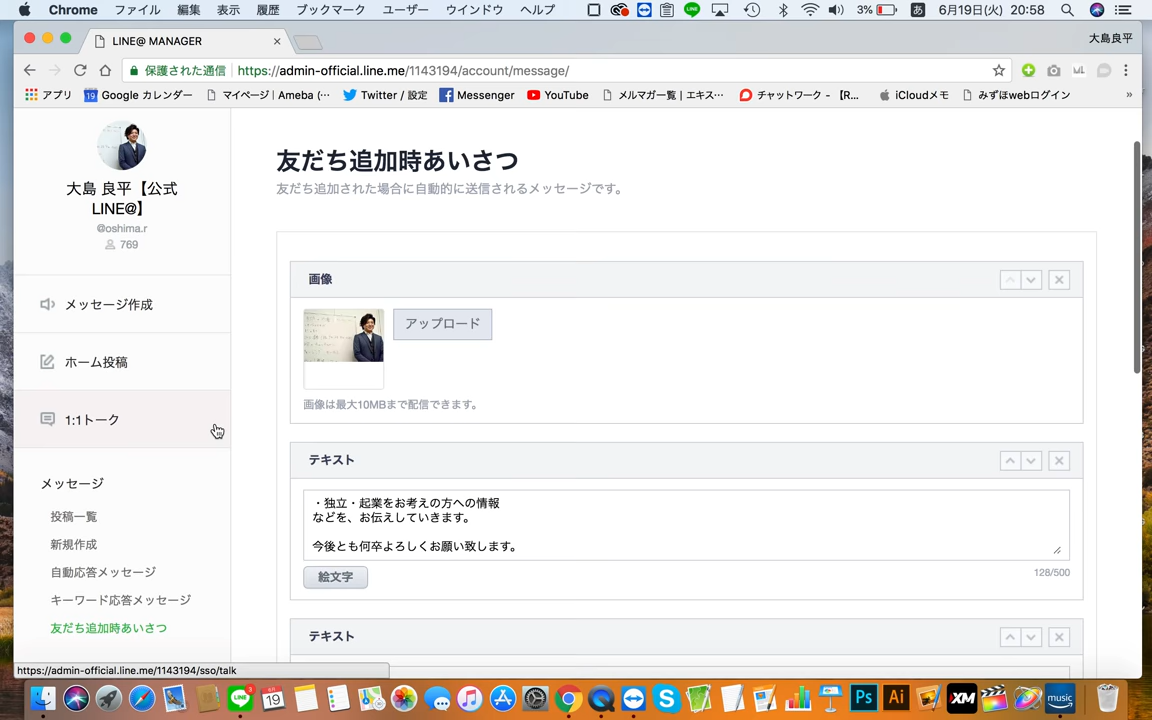 Chrome ファイル 編集 表示 履歴 ブックマーク ユーザー ウインドウ ヘルプ 3% あ 6月19日(火) 20:58
LINE@ MANAGER 大島良平
保護された通信 https://admin-official.line.me/1143194/account/message/
アプリ Google カレンダー マイページ | Ameba (… Twitter / 設定 Messenger YouTube メルマガ一覧 | エキス… チャットワーク - 【R… iCloudメモ みずほwebログイン »
大島 良平【公式
LINE@】
@oshima.r
769
メッセージ作成
ホーム投稿
1:1トーク
メッセージ
投稿一覧
新規作成
自動応答メッセージ
キーワード応答メッセージ
友だち追加時あいさつ
友だち追加時あいさつ
友だち追加された場合に自動的に送信されるメッセージです。
画像
アップロード
画像は最大10MBまで配信できます。
テキスト
・独立・起業をお考えの方への情報
などを、お伝えしていきます。
今後とも何卒よろしくお願い致します。
絵文字 128/500
テキスト
https://admin-official.line.me/1143194/sso/talk
LINE 3 19 Ps Ai XM music